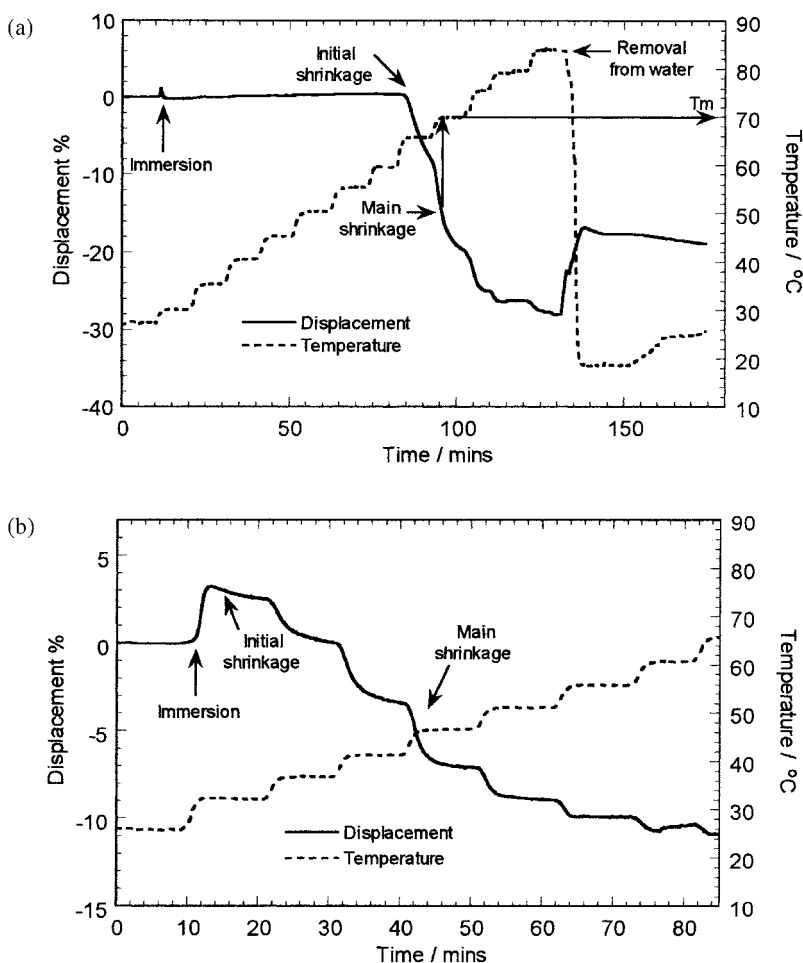 (a)
10
0
-10
-20
-30
-40
Displacement %
90
80
70
60
50
40
30
20
10
Temperature / °C
Initial
shrinkage
Removal
from water
Tm
Immersion
Main
shrinkage
Displacement
Temperature
0
50
100
150
Time / mins
(b)
5
0
-5
-10
-15
Displacement %
90
80
70
60
50
40
30
20
10
Temperature / °C
Initial
shrinkage
Main
shrinkage
Immersion
Displacement
Temperature
0
10
20
30
40
50
60
70
80
Time / mins